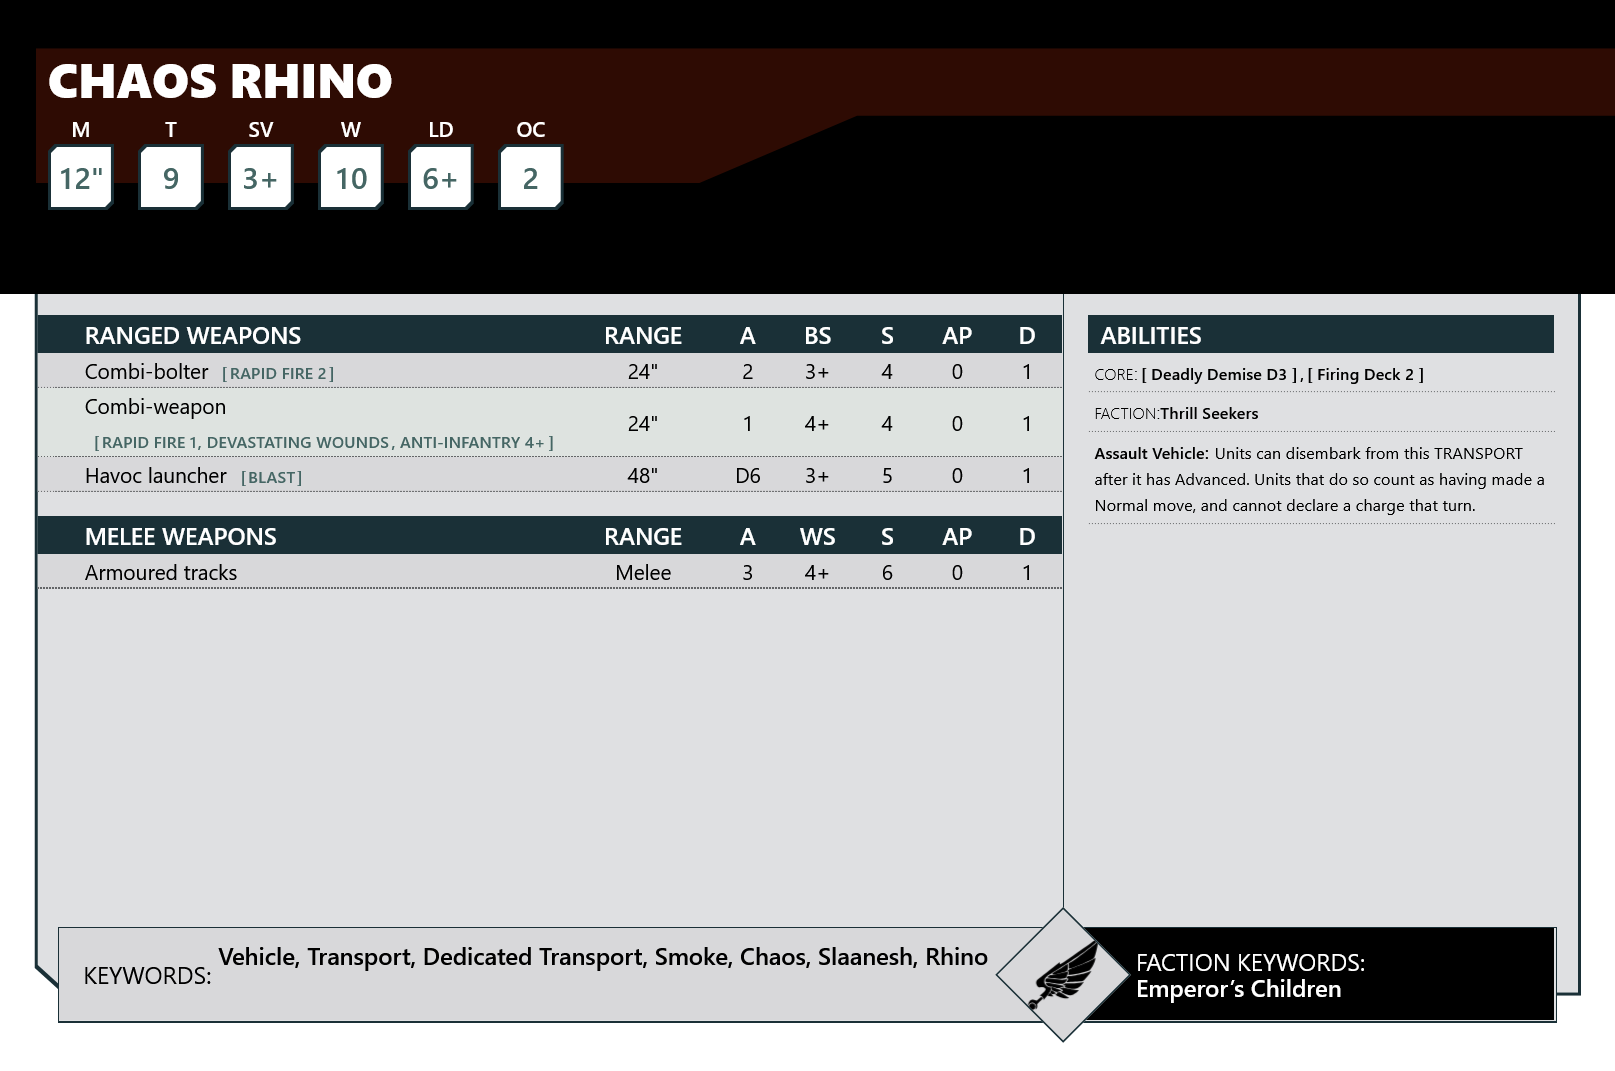 CHAOS RHINO
M T SV W LD OC
12" 9 3+ 10 6+ 2
RANGED WEAPONS RANGE A BS S AP D
Combi-bolter [ RAPID FIRE 2 ] 24" 2 3+ 4 0 1
Combi-weapon
[ RAPID FIRE 1, DEVASTATING WOUNDS , ANTI-INFANTRY 4+ ] 24" 1 4+ 4 0 1
Havoc launcher [ BLAST ] 48" D6 3+ 5 0 1
MELEE WEAPONS RANGE A WS S AP D
Armoured tracks Melee 3 4+ 6 0 1
ABILITIES
CORE: [ Deadly Demise D3 ] , [ Firing Deck 2 ]
FACTION:Thrill Seekers
Assault Vehicle: Units can disembark from this TRANSPORT
after it has Advanced. Units that do so count as having made a
Normal move, and cannot declare a charge that turn.
KEYWORDS: Vehicle, Transport, Dedicated Transport, Smoke, Chaos, Slaanesh, Rhino
FACTION KEYWORDS:
Emperor’s Children